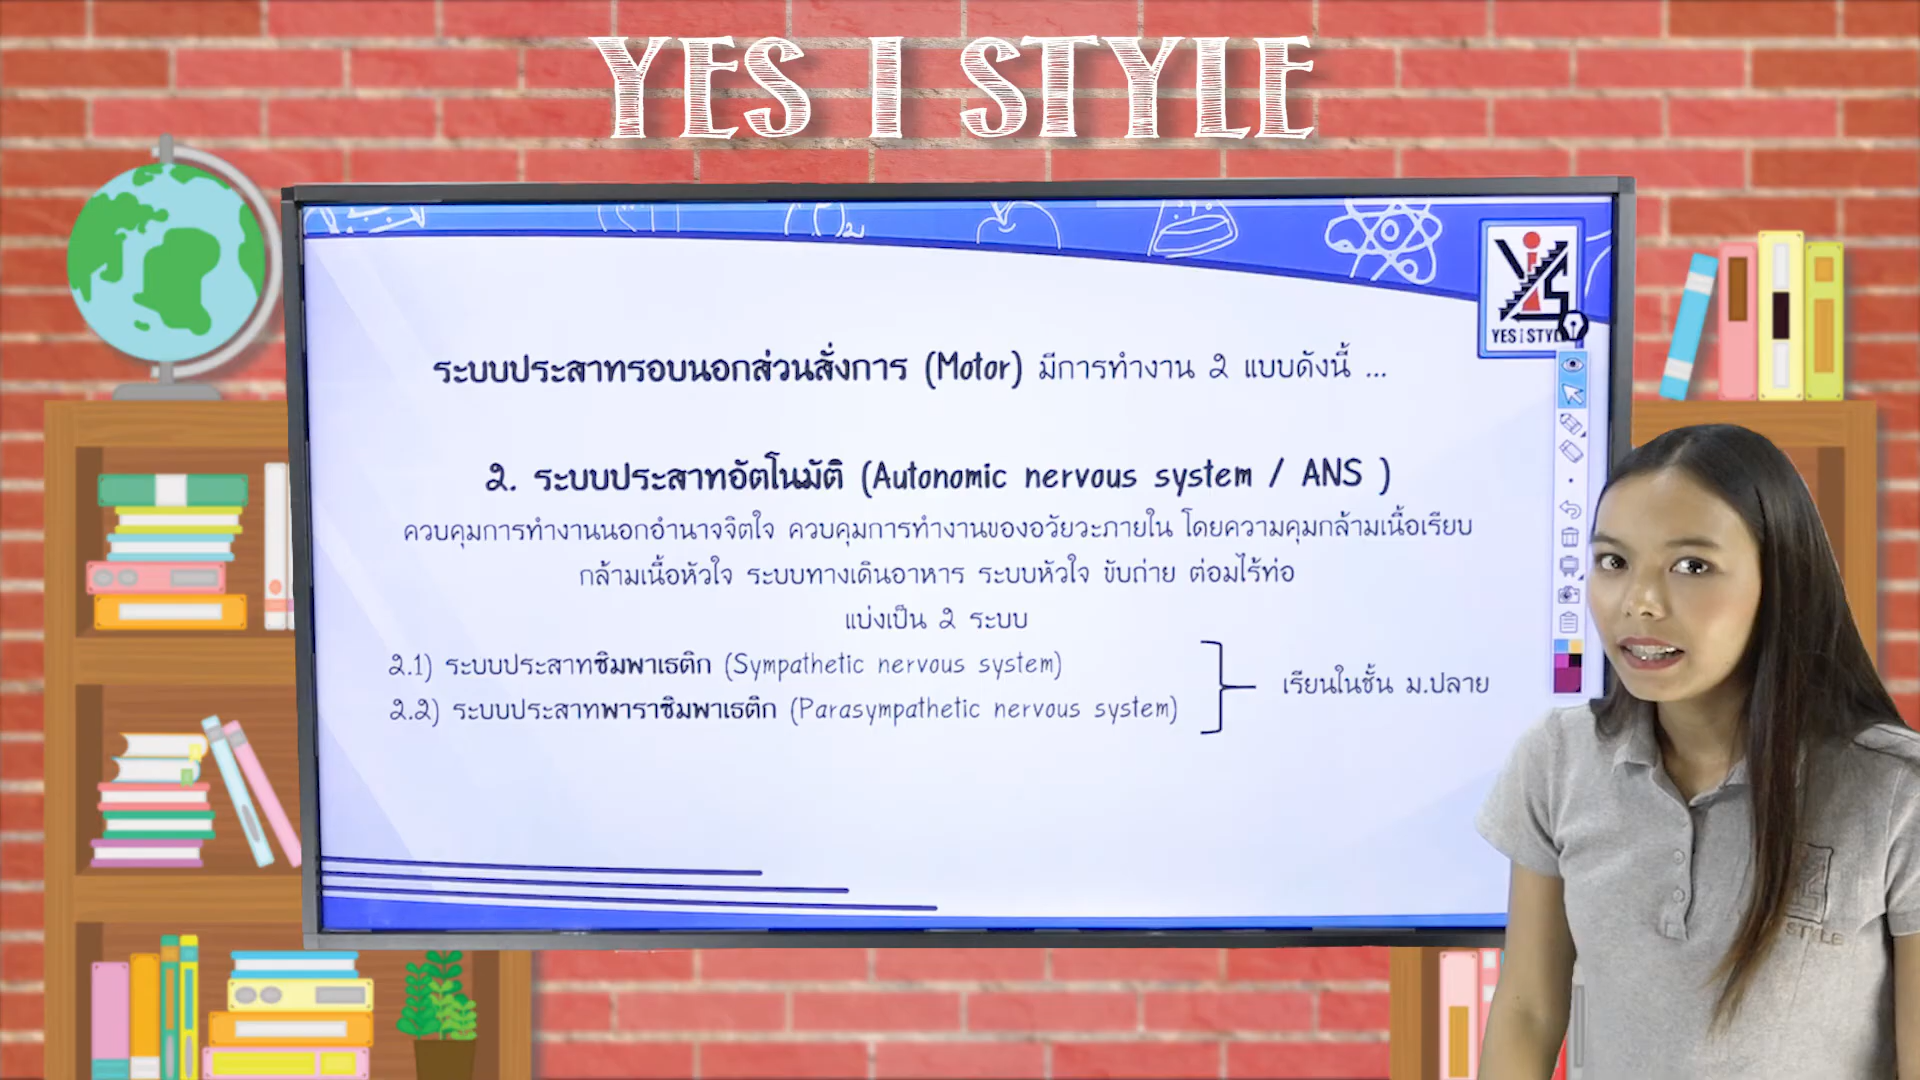 YES I STYLE
YES I STYLE
ระบบประสาทรอบนอกส่วนสั่งการ (Motor) มีการทำงาน 2 แบบดังนี้ ...
2. ระบบประสาทอัตโนมัติ (Autonomic nervous system / ANS )
ควบคุมการทำงานนอกอำนาจจิตใจ ควบคุมการทำงานของอวัยวะภายใน โดยความคุมกล้ามเนื้อเรียบ
กล้ามเนื้อหัวใจ ระบบทางเดินอาหาร ระบบหัวใจ ขับถ่าย ต่อมไร้ท่อ
แบ่งเป็น 2 ระบบ
2.1) ระบบประสาทซิมพาเธติก (Sympathetic nervous system)
2.2) ระบบประสาทพาราซิมพาเธติก (Parasympathetic nervous system)
เรียนในชั้น ม.ปลาย
STYLE